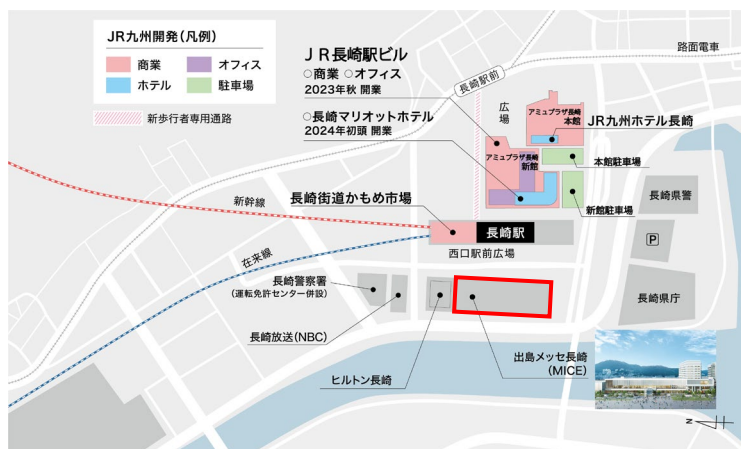 JR九州開発(凡例)
商業
オフィス
ホテル
駐車場
新歩行者専用通路
JR長崎駅ビル
○商業 ○オフィス
2023年秋 開業
○長崎マリオットホテル
2024年初頭 開業
長崎駅前
路面電車
広場
アミュプラザ長崎
本館
JR九州ホテル長崎
アミュプラザ長崎
新館
本館駐車場
新館駐車場
長崎県警
P
長崎県庁
新幹線
長崎街道かもめ市場
長崎駅
西口駅前広場
在来線
長崎警察署
(運転免許センター併設)
長崎放送(NBC)
ヒルトン長崎
出島メッセ長崎
(MICE)
N